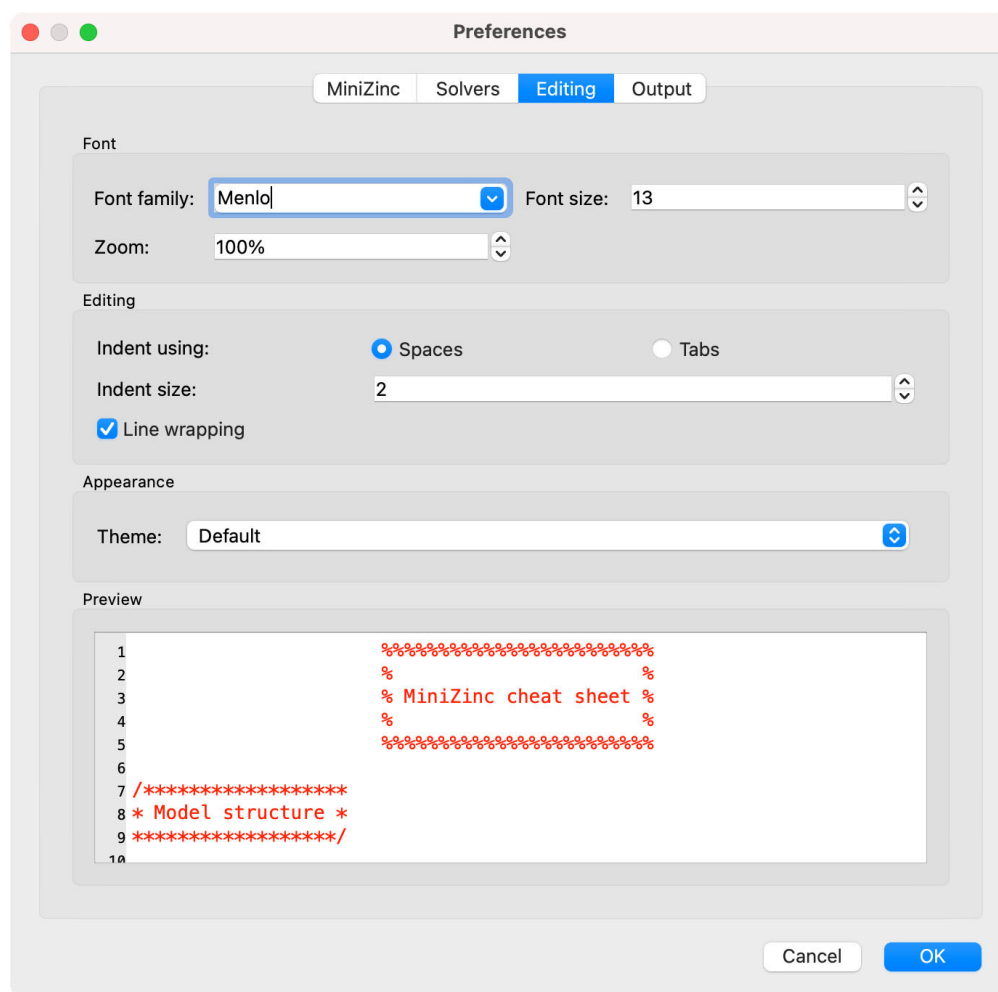 Preferences
MiniZinc Solvers Editing Output
Font
Font family: Menlo Font size: 13
Zoom: 100%
Editing
Indent using: Spaces Tabs
Indent size: 2
Line wrapping
Appearance
Theme: Default
Preview
1 %%%%%%%%%%%%%%%%%%%%%%%%
2 % %
3 % MiniZinc cheat sheet %
4 % %
5 %%%%%%%%%%%%%%%%%%%%%%%%
6
7 /******************
8 * Model structure *
9 ******************/
10
Cancel OK